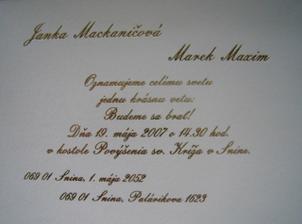 Janka Mackaničová
Marek Maxim
Oznamujeme celému svetu
jednu krásnu vetu:
Budeme sa brať!
Dňa 19. mája 2007 o 14.30 hod.
v kostole Povýšenia sv. Kríža v Snine.
069 01 Snina, 1. mája 2052
069 01 Snina, Palárikova 1623